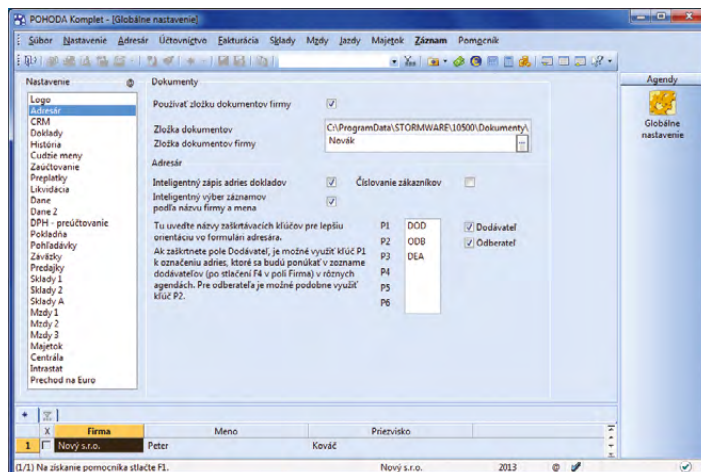 POHODA Komplet - [Globálne nastavenie]
Súbor Nastavenie Adresár Účtovníctvo Fakturácia Sklady Mzdy Jazdy Majetok Záznam Pomocník
Nastavenie
Logo
Adresár
CRM
Doklady
História
Cudzie meny
Zaúčtovanie
Preplatky
Likvidácia
Dane
Dane 2
DPH - preúčtovanie
Pokladňa
Pohľadávky
Záväzky
Predajky
Sklady 1
Sklady 2
Sklady A
Mzdy 1
Mzdy 2
Mzdy 3
Majetok
Centrála
Intrastat
Prechod na Euro
Dokumenty
Používať zložku dokumentov firmy
Zložka dokumentov C:\ProgramData\STORMWARE\10500\Dokumenty\
Zložka dokumentov firmy Novák ...
Adresár
Inteligentný zápis adries dokladov Číslovanie zákazníkov
Inteligentný výber záznamov
podľa názvu firmy a mena
Tu uveďte názvy zaškrtávacích kľúčov pre lepšiu
orientáciu vo formulári adresára.
Ak zaškrtnete pole Dodávateľ, je možné využiť kľúč P1
k označeniu adries, ktoré sa budú ponúkať v zozname
dodávateľov (po stlačení F4 v poli Firma) v rôznych
agendách. Pre odberateľa je možné podobne využiť
kľúč P2.
P1 DOD Dodávateľ
P2 ODB Odberateľ
P3 DEA
P4
P5
P6
Agendy
Globálne
nastavenie
X Firma Meno Priezvisko
1 Nový s.r.o. Peter Kováč
(1/1) Na získanie pomocníka stlačte F1. Nový s.r.o. 2013 @